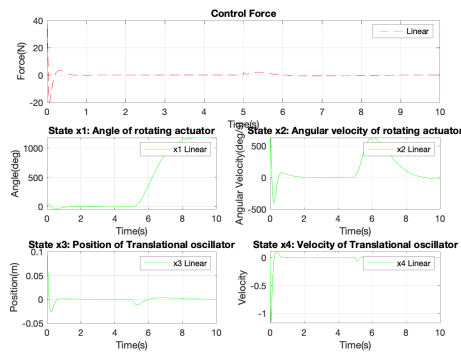 Control Force
40
20
0
-20
Force(N)
Linear
0 1 2 3 4 5 6 7 8 9 10
Time(s)
State x1: Angle of rotating actuator
1000
500
0
Angle(deg)
x1 Linear
0 2 4 6 8 10
Time(s)
State x2: Angular velocity of rotating actuator
500
0
-500
Angular Velocity(deg/s)
x2 Linear
0 2 4 6 8 10
Time(s)
State x3: Position of Translational oscillator
0.1
0.05
0
-0.05
Position(m)
x3 Linear
0 2 4 6 8 10
Time(s)
State x4: Velocity of Translational oscillator
0
-0.5
-1
Velocity
x4 Linear
0 2 4 6 8 10
Time(s)